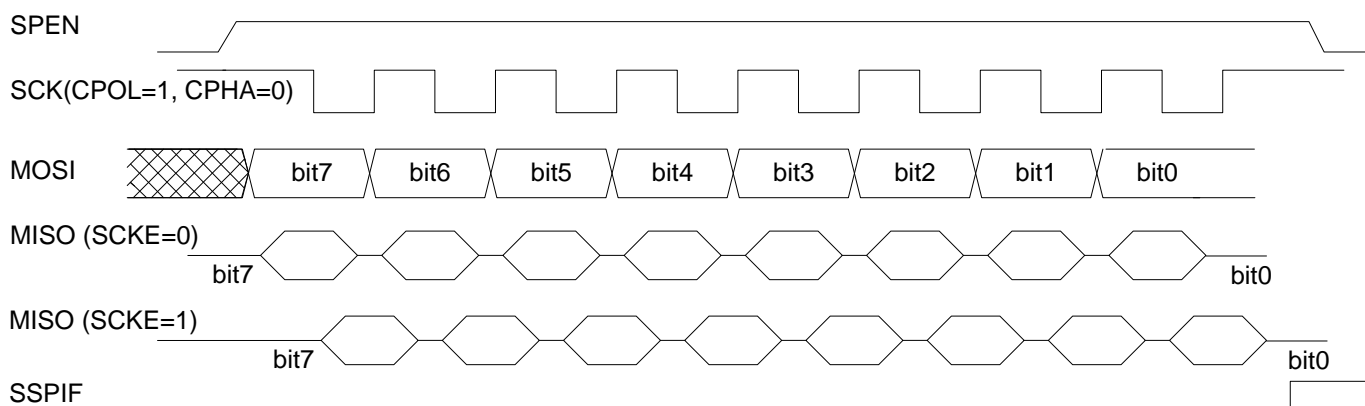 SPEN
SCK(CPOL=1, CPHA=0)
MOSI bit7 bit6 bit5 bit4 bit3 bit2 bit1 bit0
MISO (SCKE=0)
bit7 bit0
MISO (SCKE=1)
bit7 bit0
SSPIF